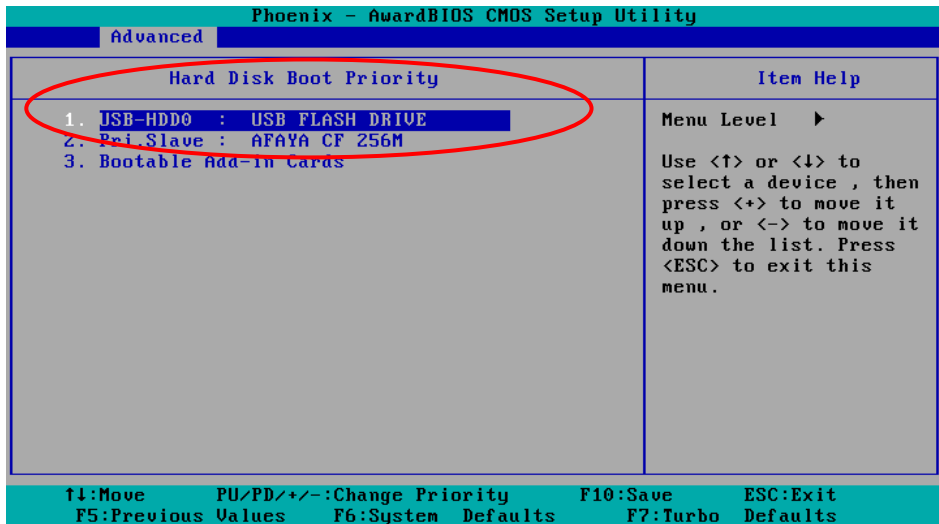 Phoenix - AwardBIOS CMOS Setup Utility
Advanced
Hard Disk Boot Priority
1. USB-HDD0 : USB FLASH DRIVE
2. Pri.Slave : AFAYA CF 256M
3. Bootable Add-in Cards
Item Help
Menu Level ▶
Use <↑> or <↓> to
select a device , then
press <+> to move it
up , or <-> to move it
down the list. Press
<ESC> to exit this
menu.
↑↓:Move PU/PD/+/-:Change Priority F10:Save ESC:Exit
F5:Previous Values F6:System Defaults F7:Turbo Defaults